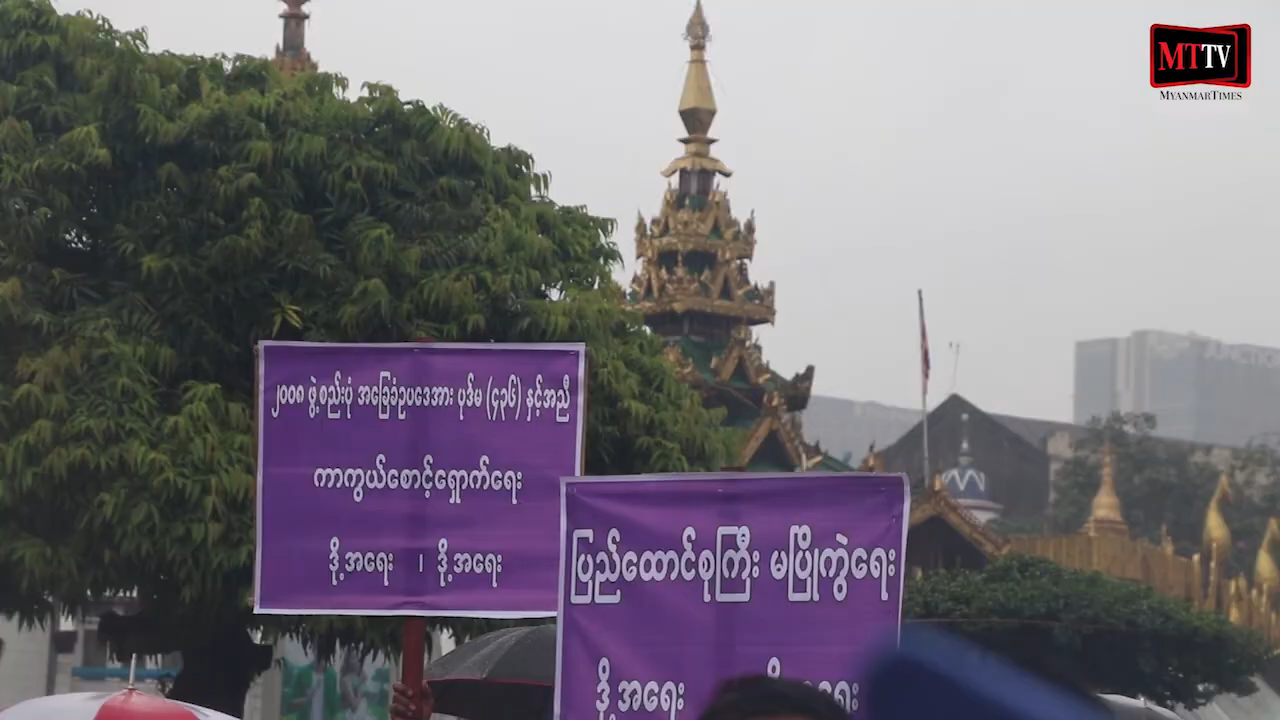 ၂၀၀၈ ဖွဲ့စည်းပုံ အခြေခံဥပဒေအား ပုဒ်မ (၄၃၆) နှင့်အညီ
ကာကွယ်စောင့်ရှောက်ရေး
ဒို့အရေး ၊ ဒို့အရေး
ပြည်ထောင်စုကြီး မပြိုကွဲရေး
ဒို့အရေး
MTTV
MYANMARTIMES